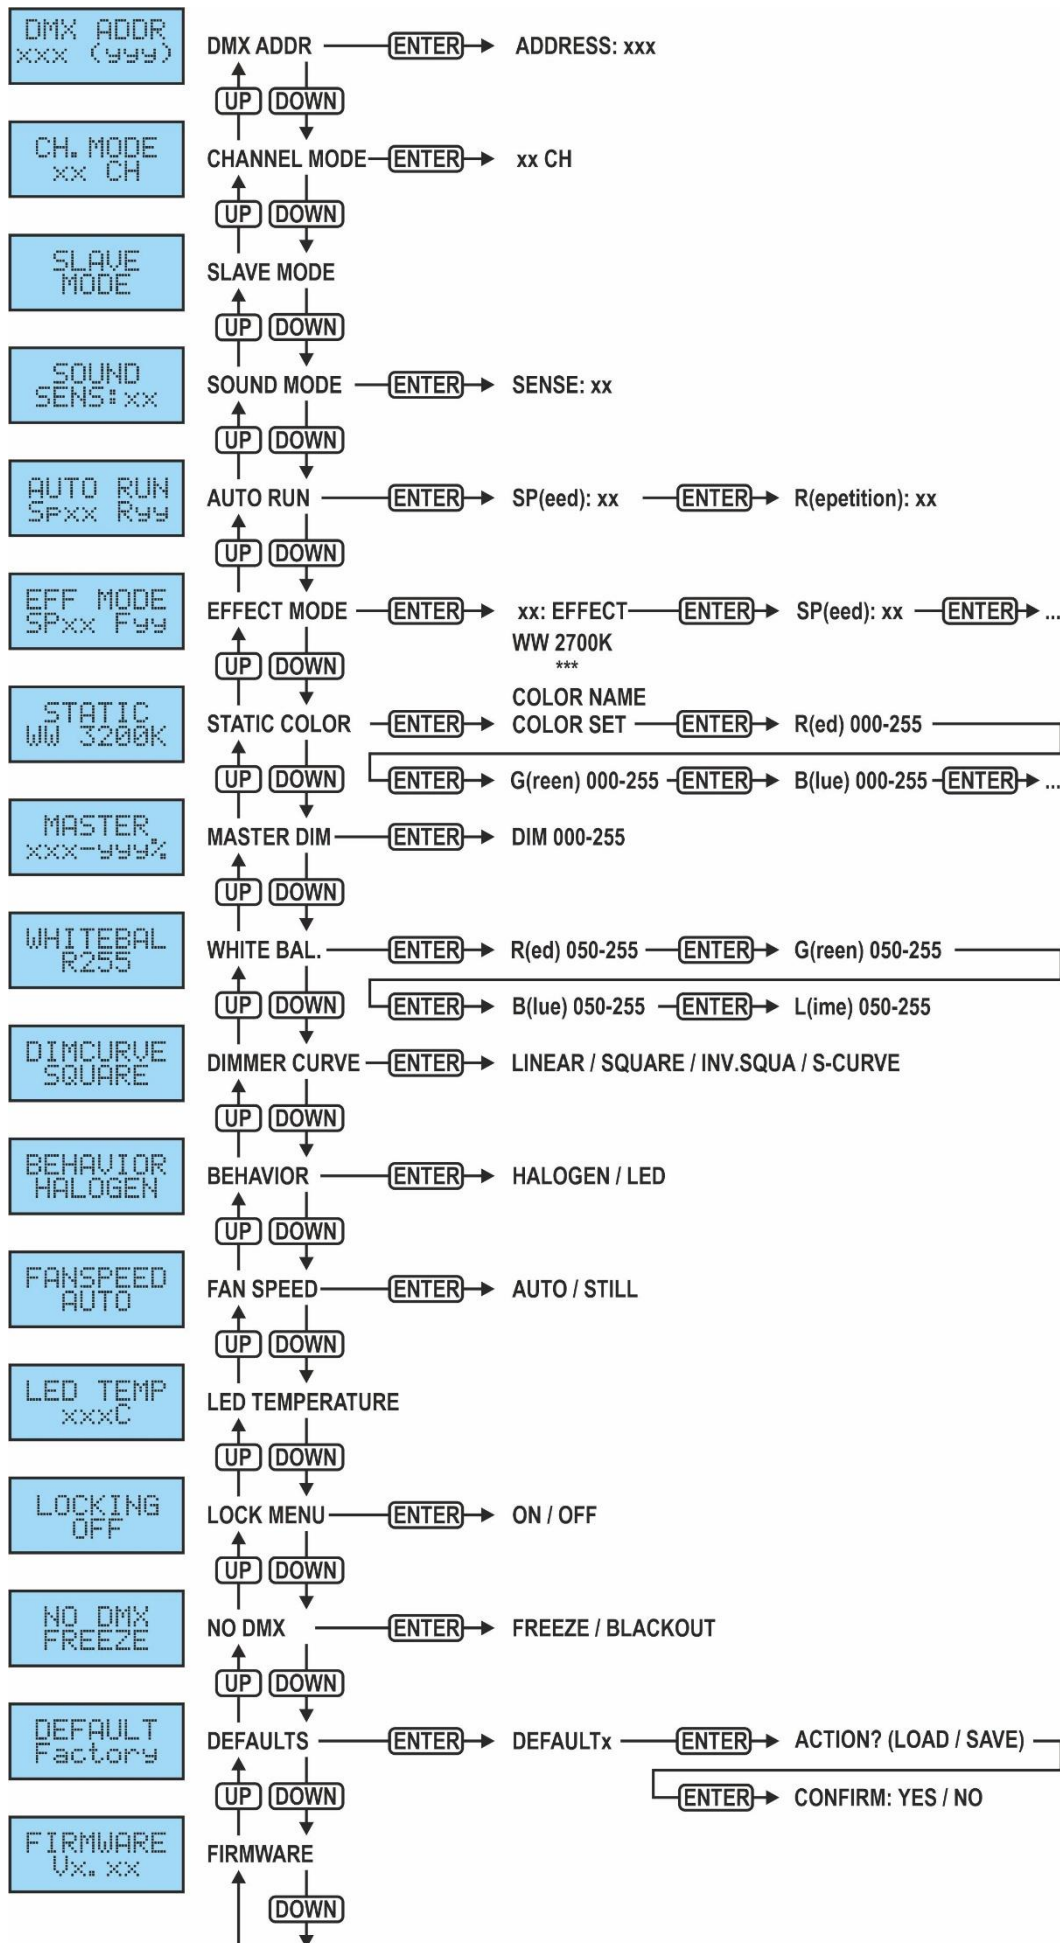 DMX ADDR
xxx (yyy)
DMX ADDR ENTER ADDRESS: xxx
UP DOWN
CH.MODE
xx CH
CHANNEL MODE ENTER xx CH
UP DOWN
SLAVE
MODE
SLAVE MODE
UP DOWN
SOUND
SENS:xx
SOUND MODE ENTER SENSE: xx
UP DOWN
AUTO RUN
Spxx Ryy
AUTO RUN ENTER SP(eed): xx ENTER R(epetition): xx
UP DOWN
EFF MODE
SPxx Fyy
EFFECT MODE ENTER xx: EFFECT ENTER SP(eed): xx ENTER ...
WW 2700K
***
UP DOWN
STATIC
WW 3200K
COLOR NAME
STATIC COLOR ENTER COLOR SET ENTER R(ed) 000-255
UP DOWN ENTER G(reen) 000-255 ENTER B(lue) 000-255 ENTER ...
MASTER
xxx-yyy%
MASTER DIM ENTER DIM 000-255
UP DOWN
WHITEBAL
R255
WHITE BAL. ENTER R(ed) 050-255 ENTER G(reen) 050-255
UP DOWN ENTER B(lue) 050-255 ENTER L(ime) 050-255
DIMCURVE
SQUARE
DIMMER CURVE ENTER LINEAR / SQUARE / INV.SQUA / S-CURVE
UP DOWN
BEHAVIOR
HALOGEN
BEHAVIOR ENTER HALOGEN / LED
UP DOWN
FANSPEED
AUTO
FAN SPEED ENTER AUTO / STILL
UP DOWN
LED TEMP
xxxC
LED TEMPERATURE
UP DOWN
LOCKING
OFF
LOCK MENU ENTER ON / OFF
UP DOWN
NO DMX
FREEZE
NO DMX ENTER FREEZE / BLACKOUT
UP DOWN
DEFAULT
Factory
DEFAULTS ENTER DEFAULTx ENTER ACTION? (LOAD / SAVE)
UP DOWN ENTER CONFIRM: YES / NO
FIRMWARE
Vx.xx
FIRMWARE
DOWN